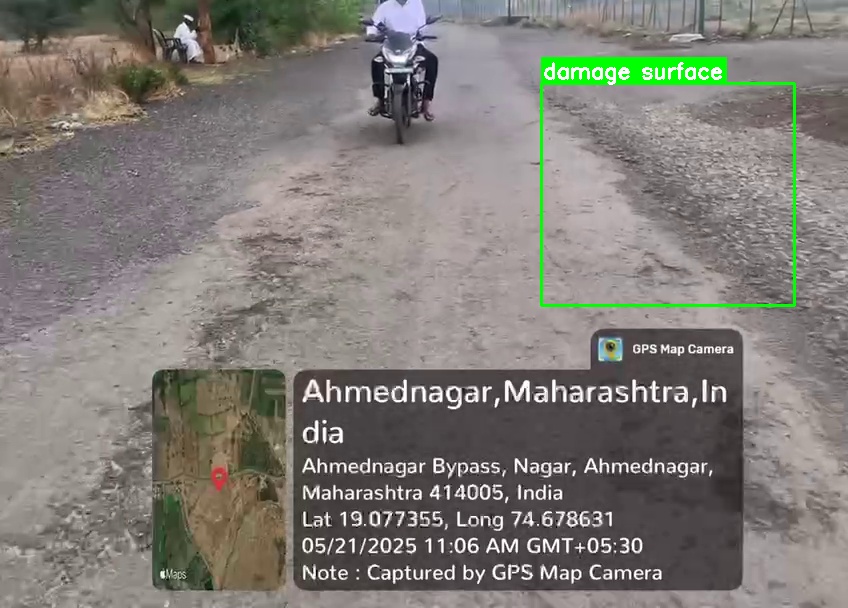 damage surface
GPS Map Camera
Ahmednagar,Maharashtra,In
dia
Ahmednagar Bypass, Nagar, Ahmednagar,
Maharashtra 414005, India
Lat 19.077355, Long 74.678631
05/21/2025 11:06 AM GMT+05:30
Note : Captured by GPS Map Camera
Maps